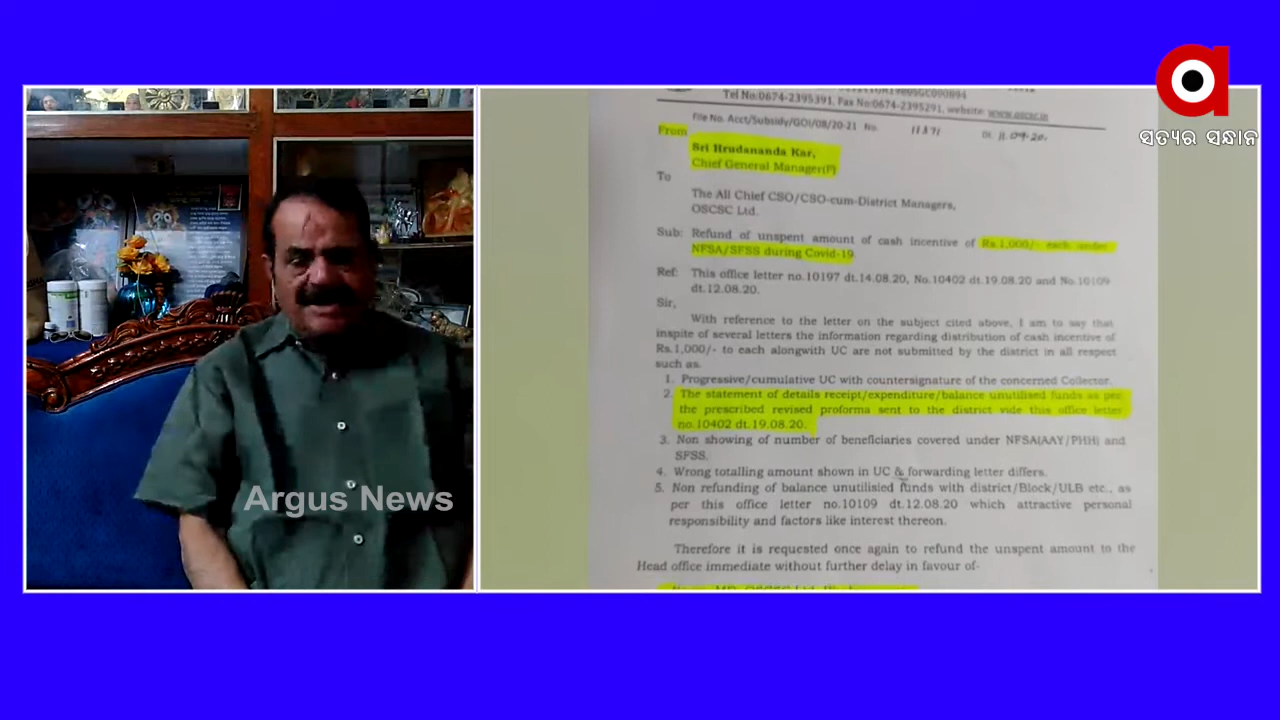 ସତ୍ୟର ସନ୍ଧାନ
Argus News
Tel No:0674-2395391, Fax No:0674-2395291, website: www.oscsc.in
File No. Acct/Subsidy/GOI/08/20-21 No.
From
Sri Hrudananda Kar,
Chief General Manager(P)
To
The All Chief CSO/CSO-cum-District Managers,
OSCSC Ltd.
Sub: Refund of unspent amount of cash incentive of Rs.1,000/- each under
NFSA/SFSS during Covid-19.
Ref: This office letter no.10197 dt.14.08.20, No.10402 dt.19.08.20 and No.10109
dt.12.08.20.
Sir,
With reference to the letter on the subject cited above, I am to say that
inspite of several letters the information regarding distribution of cash incentive of
Rs.1,000/- to each alongwith UC are not submitted by the district in all respect
such as.
1. Progressive/cumulative UC with countersignature of the concerned Collector.
2. The statement of details receipt/expenditure/balance unutilised funds as per
the prescribed revised proforma sent to the district vide this office letter
no.10402 dt.19.08.20.
3. Non showing of number of beneficiaries covered under NFSA(AAY/PHH) and
SFSS.
4. Wrong totalling amount shown in UC & forwarding letter differs.
5. Non refunding of balance unutilisied funds with district/Block/ULB etc., as
per this office letter no.10109 dt.12.08.20 which attractive personal
responsibility and factors like interest thereon.
Therefore it is requested once again to refund the unspent amount to the
Head office immediate without further delay in favour of-